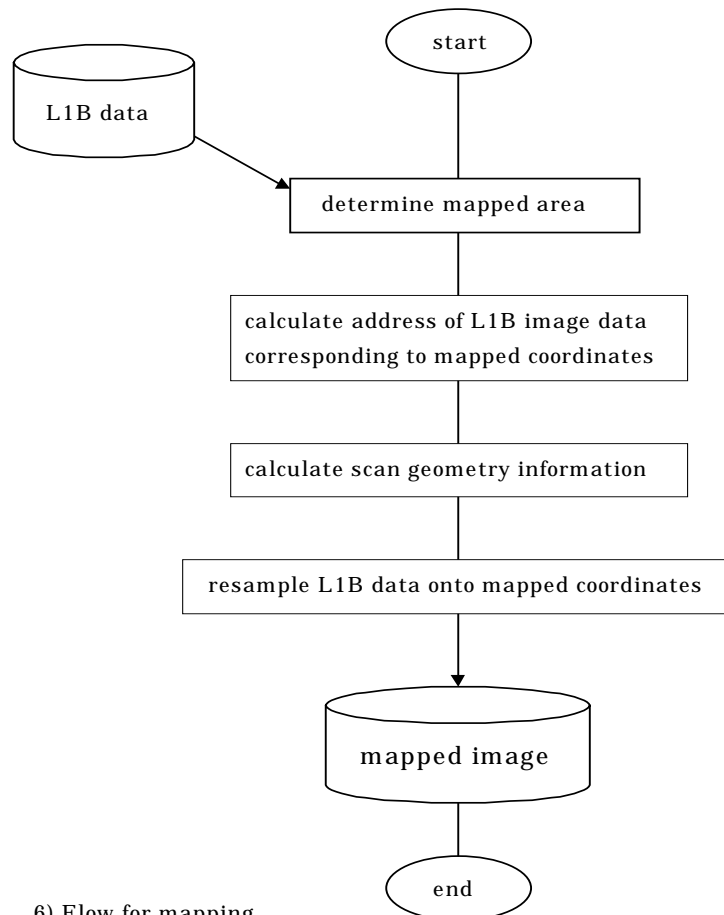 start
L1B data
determine mapped area
calculate address of L1B image data
corresponding to mapped coordinates
calculate scan geometry information
resample L1B data onto mapped coordinates
mapped image
end
6) Flow for mapping